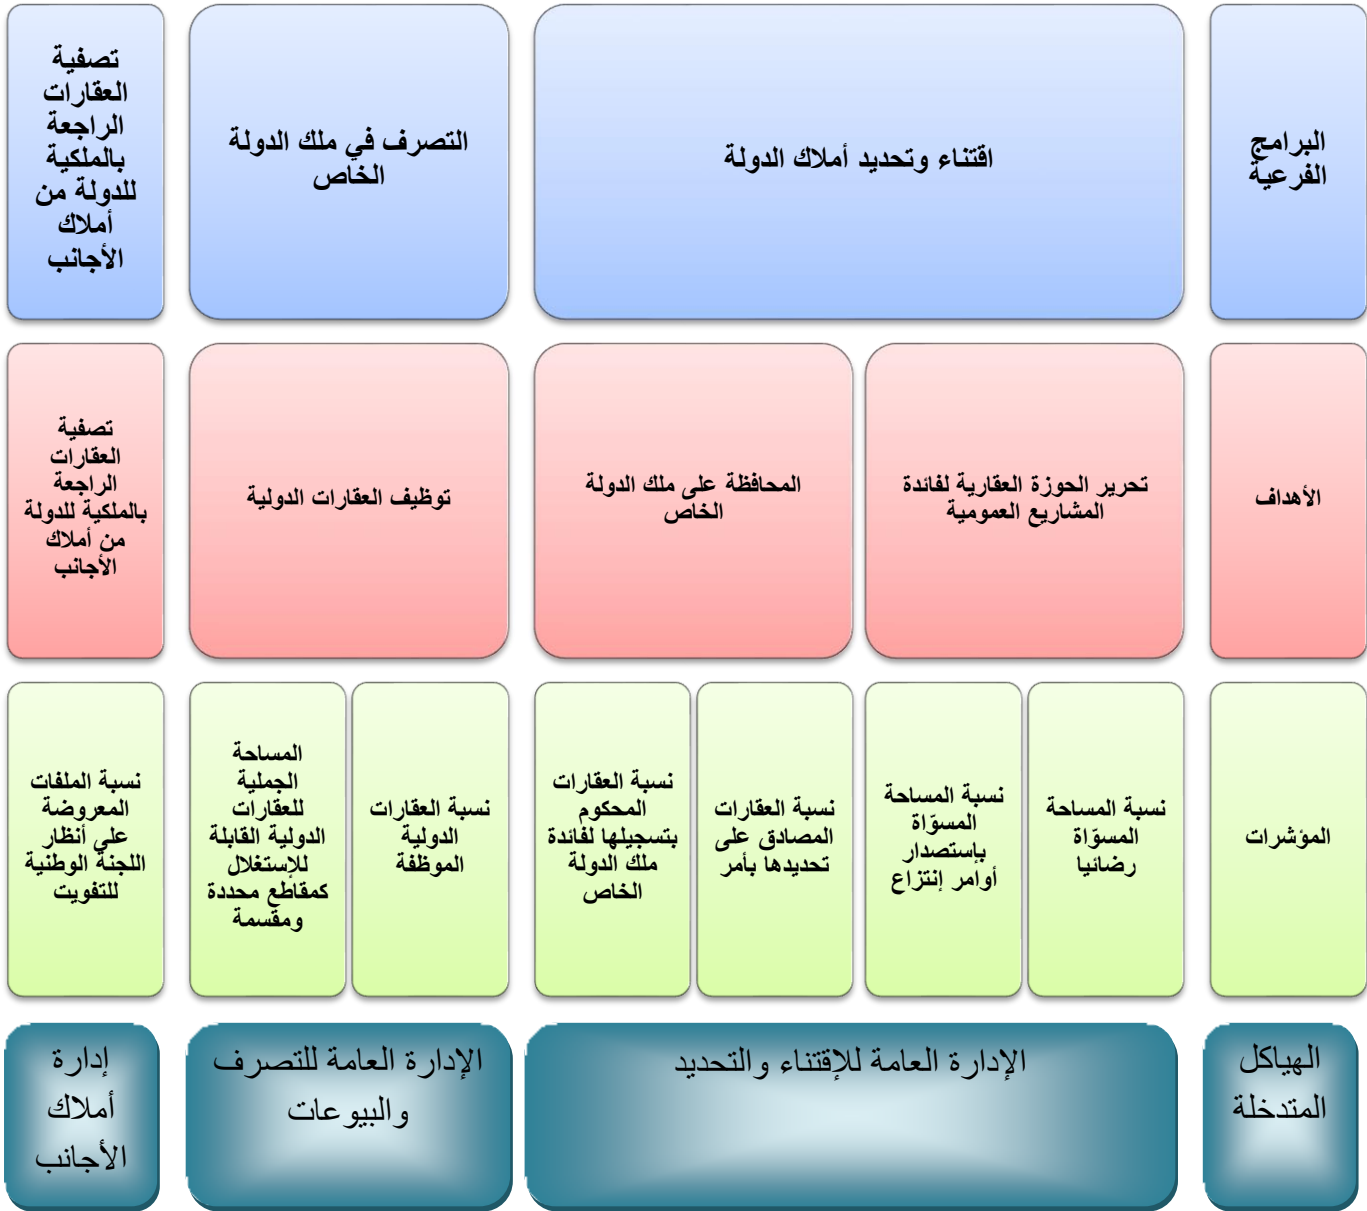 البرامج
الفرعية
اقتناء وتحديد أملاك الدولة
التصرف في ملك الدولة
الخاص
تصفية
العقارات
الراجعة
بالملكية
للدولة من
أملاك
الأجانب
الأهداف
تحرير الحوزة العقارية لفائدة
المشاريع العمومية
المحافظة على ملك الدولة
الخاص
توظيف العقارات الدولية
تصفية
العقارات
الراجعة
بالملكية للدولة
من أملاك
الأجانب
المؤشرات
نسبة المساحة
المسوّاة
رضائيا
نسبة المساحة
المسوّاة
بإستصدار
أوامر إنتزاع
نسبة العقارات
المصادق على
تحديدها بأمر
نسبة العقارات
المحكوم
بتسجيلها لفائدة
ملك الدولة
الخاص
نسبة العقارات
الدولية
الموظفة
المساحة
الجملية
للعقارات
الدولية القابلة
للإستغلال
كمقاطع محددة
ومقسمة
نسبة الملفات
المعروضة
على أنظار
اللجنة الوطنية
للتفويت
الهياكل
المتدخلة
الإدارة العامة للإقتناء والتحديد
الإدارة العامة للتصرف
والبيوعات
إدارة
أملاك
الأجانب